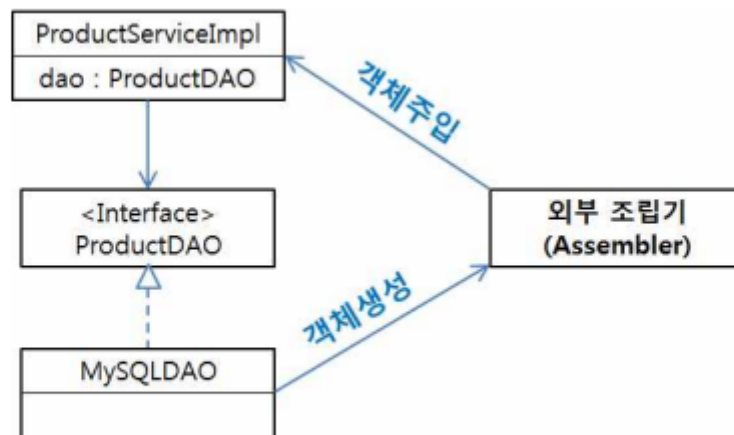 ProductServiceImpl
dao : ProductDAO
객체주입
<Interface>
ProductDAO
외부 조립기
(Assembler)
객체생성
MySQLDAO